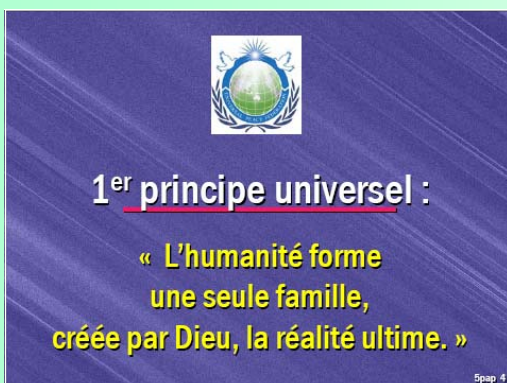 1er principe universel :
« L'humanité forme
une seule famille,
créée par Dieu, la réalité ultime. »
5pap 4